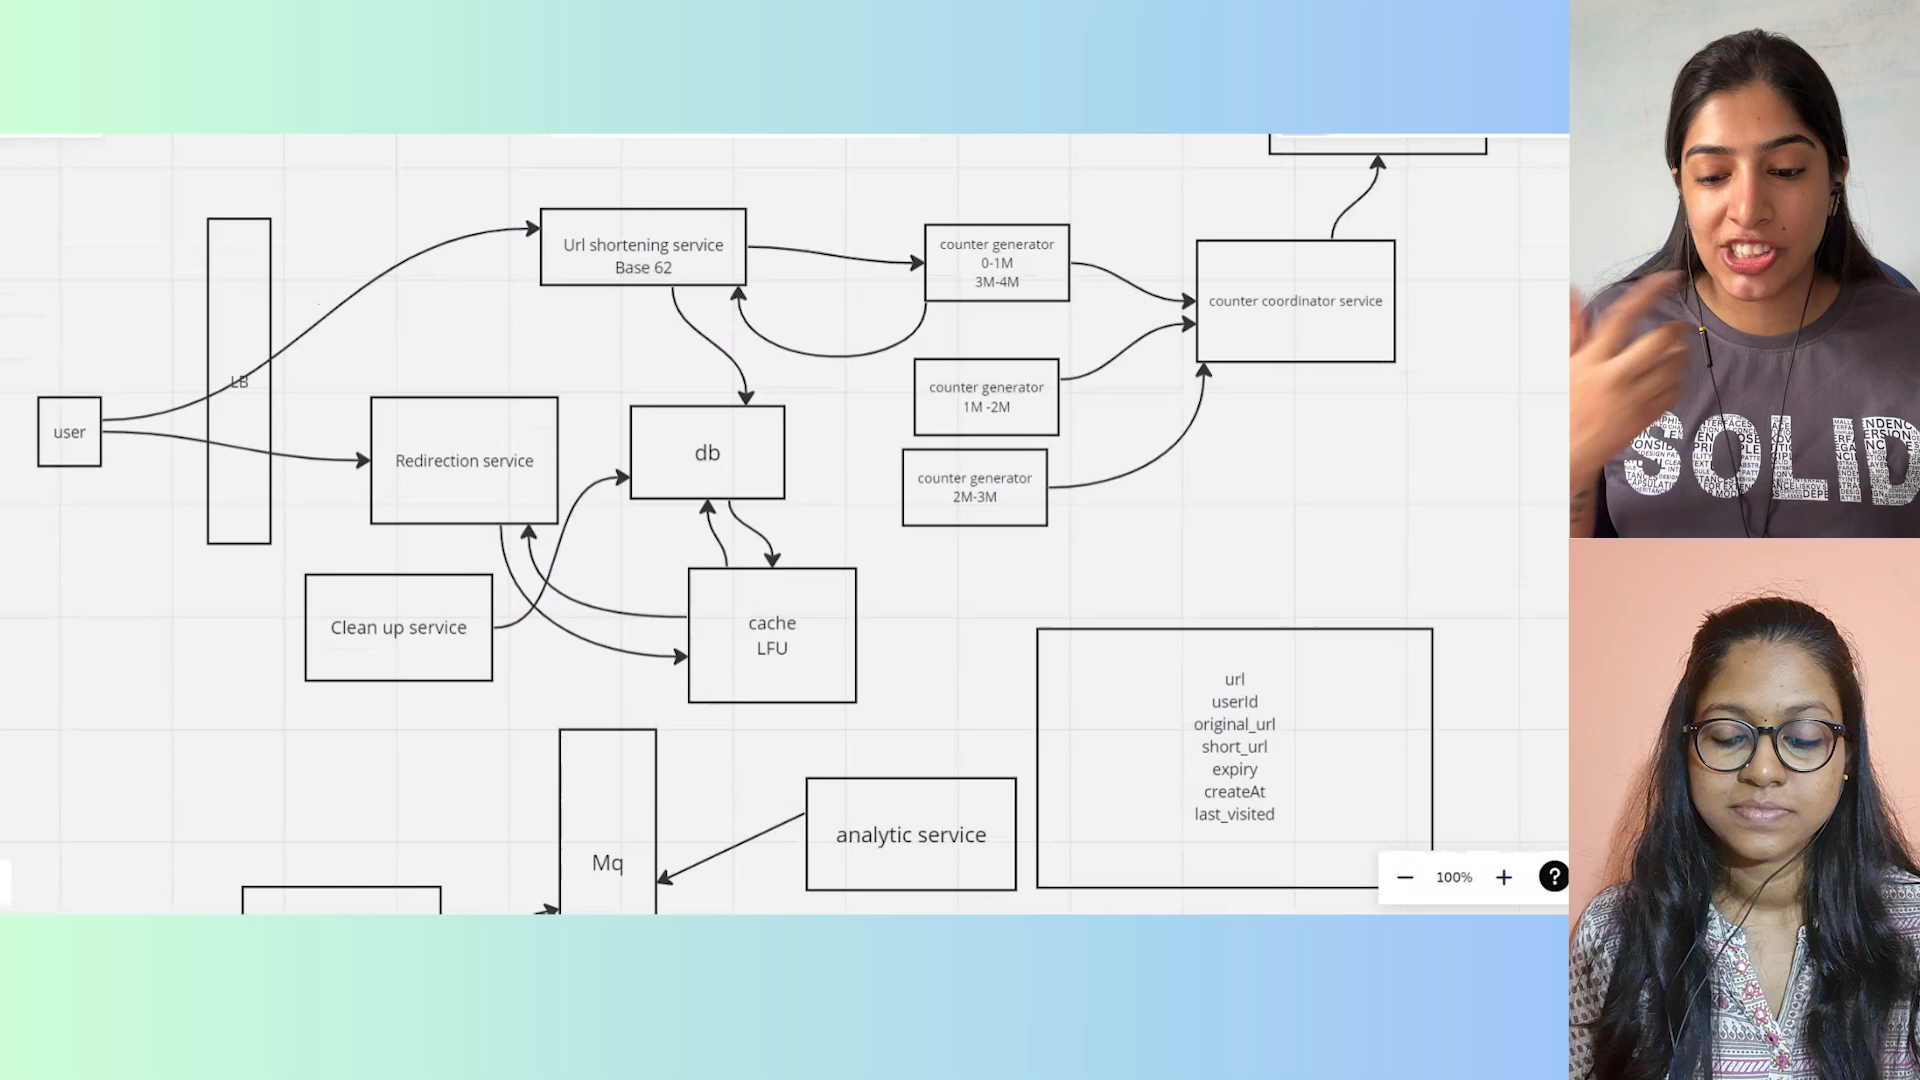 Url shortening service
Base 62
counter generator
0-1M
3M-4M
counter coordinator service
LB
user
Redirection service
db
counter generator
1M -2M
counter generator
2M-3M
Clean up service
cache
LFU
url
userId
original_url
short_url
expiry
createAt
last_visited
Mq
analytic service
100%
?
SOLID